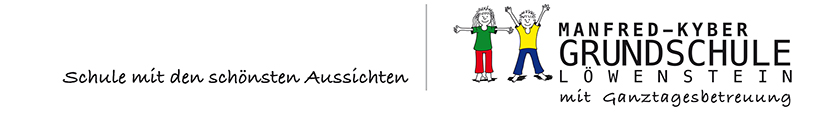 Schule mit den schönsten Aussichten
MANFRED-KYBER
GRUNDSCHULE
LÖWENSTEIN
mit Ganztagesbetreuung